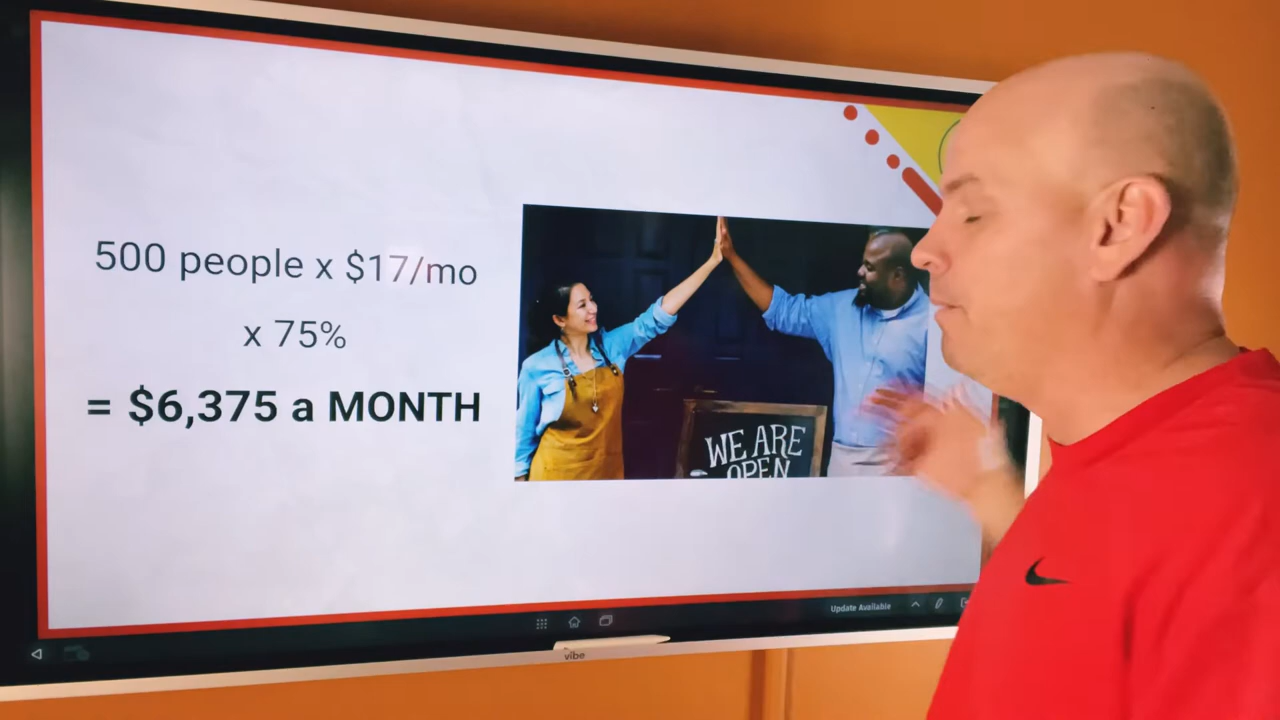 500 people x $17/mo
x 75%
= $6,375 a MONTH
WE ARE
OPEN
Update Available
vibe